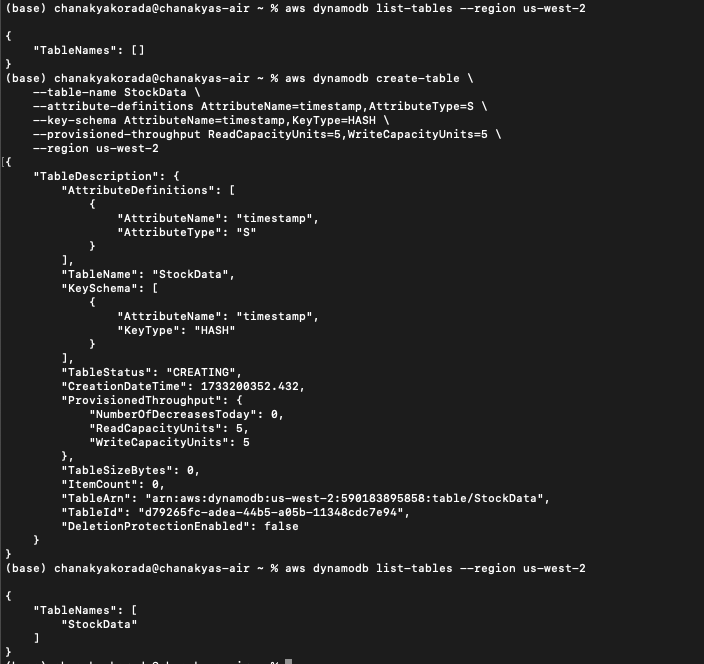 (base) chanakyakorada@chanakyas-air ~ % aws dynamodb list-tables --region us-west-2
{
    "TableNames": []
}
(base) chanakyakorada@chanakyas-air ~ % aws dynamodb create-table \
    --table-name StockData \
    --attribute-definitions AttributeName=timestamp,AttributeType=S \
    --key-schema AttributeName=timestamp,KeyType=HASH \
    --provisioned-throughput ReadCapacityUnits=5,WriteCapacityUnits=5 \
    --region us-west-2
[{
    "TableDescription": {
        "AttributeDefinitions": [
            {
                "AttributeName": "timestamp",
                "AttributeType": "S"
            }
        ],
        "TableName": "StockData",
        "KeySchema": [
            {
                "AttributeName": "timestamp",
                "KeyType": "HASH"
            }
        ],
        "TableStatus": "CREATING",
        "CreationDateTime": 1733200352.432,
        "ProvisionedThroughput": {
            "NumberOfDecreasesToday": 0,
            "ReadCapacityUnits": 5,
            "WriteCapacityUnits": 5
        },
        "TableSizeBytes": 0,
        "ItemCount": 0,
        "TableArn": "arn:aws:dynamodb:us-west-2:590183895858:table/StockData",
        "TableId": "d79265fc-adea-44b5-a05b-11348cdc7e94",
        "DeletionProtectionEnabled": false
    }
}
(base) chanakyakorada@chanakyas-air ~ % aws dynamodb list-tables --region us-west-2
{
    "TableNames": [
        "StockData"
    ]
}